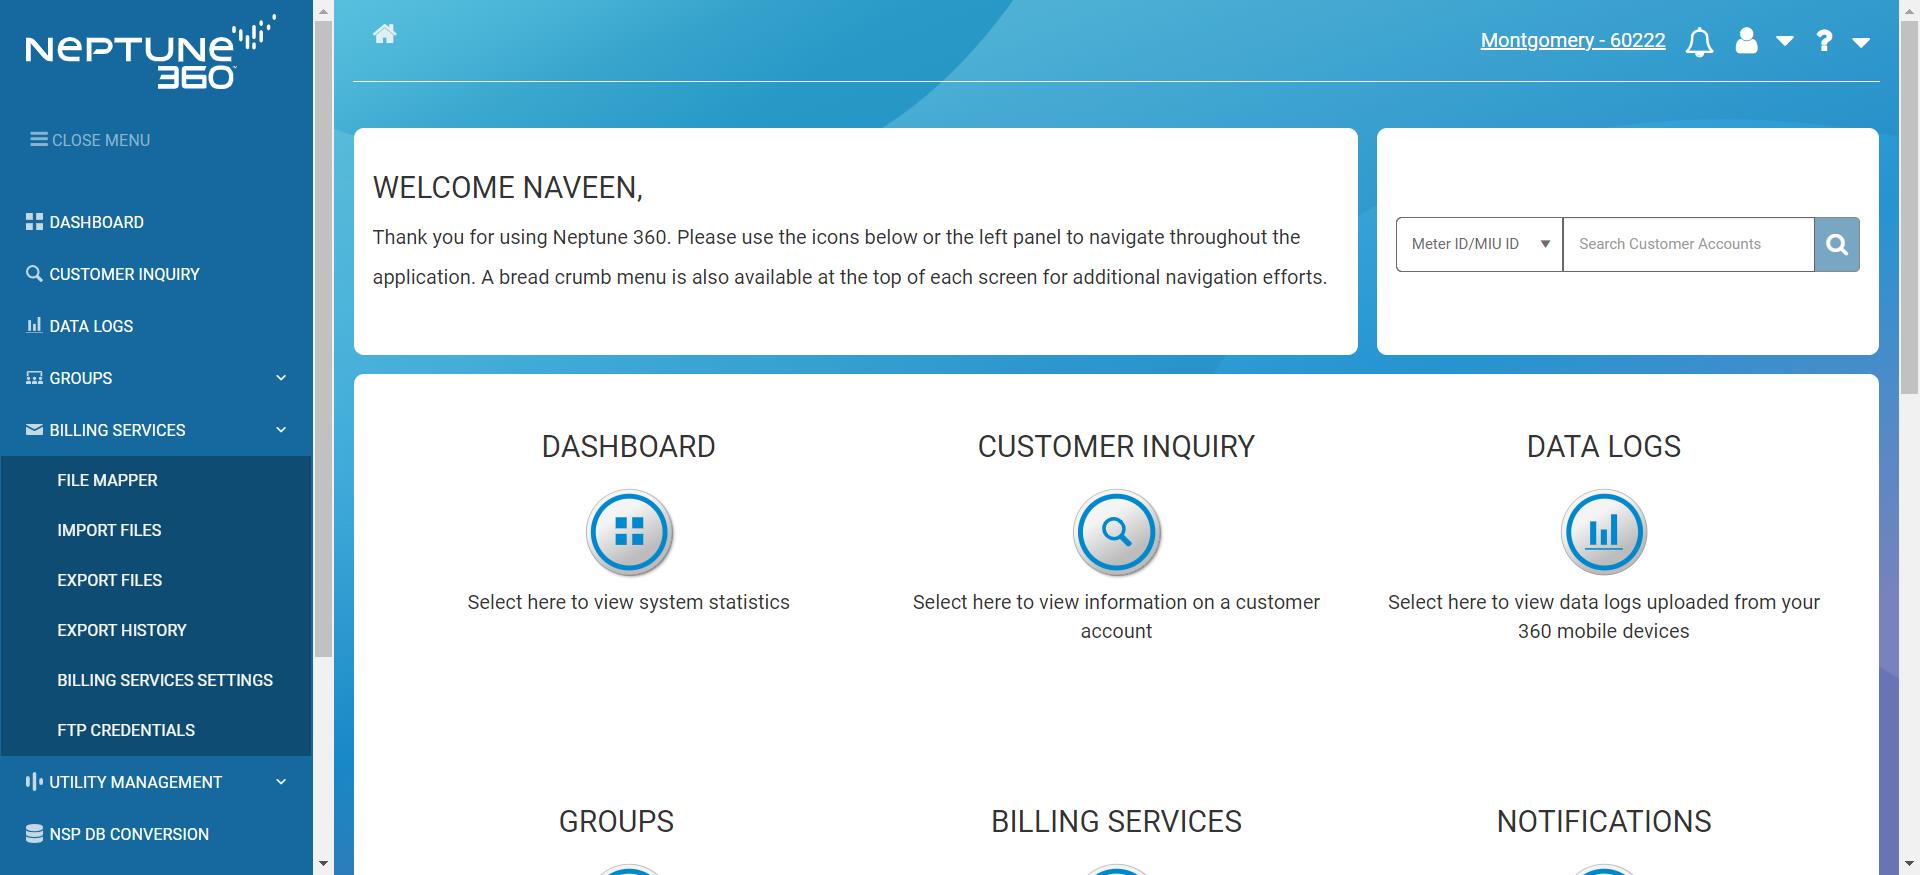 NEPTUNE
360
CLOSE MENU
DASHBOARD
CUSTOMER INQUIRY
DATA LOGS
GROUPS
BILLING SERVICES
FILE MAPPER
IMPORT FILES
EXPORT FILES
EXPORT HISTORY
BILLING SERVICES SETTINGS
FTP CREDENTIALS
UTILITY MANAGEMENT
NSP DB CONVERSION
Montgomery - 60222
?
WELCOME NAVEEN,
Thank you for using Neptune 360. Please use the icons below or the left panel to navigate throughout the
application. A bread crumb menu is also available at the top of each screen for additional navigation efforts.
Meter ID/MIU ID
Search Customer Accounts
DASHBOARD
Select here to view system statistics
CUSTOMER INQUIRY
Select here to view information on a customer
account
DATA LOGS
Select here to view data logs uploaded from your
360 mobile devices
GROUPS
BILLING SERVICES
NOTIFICATIONS